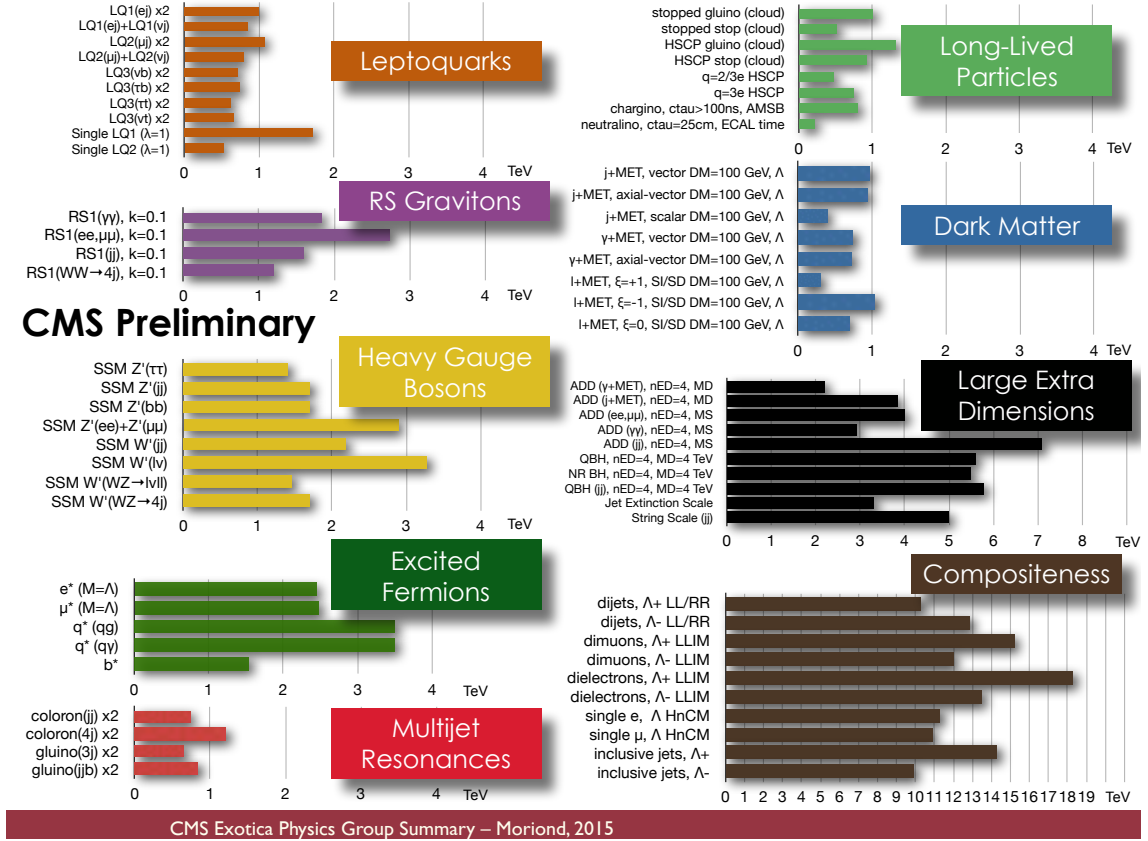 LQ1(ej) x2
LQ1(ej)+LQ1(νj)
LQ2(μj) x2
LQ2(μj)+LQ2(νj)
LQ3(νb) x2
LQ3(τb) x2
LQ3(τt) x2
LQ3(νt) x2
Single LQ1 (λ=1)
Single LQ2 (λ=1)
0 1 2 3 4 TeV
Leptoquarks
RS Gravitons
RS1(γγ), k=0.1
RS1(ee,μμ), k=0.1
RS1(jj), k=0.1
RS1(WW→4j), k=0.1
0 1 2 3 4 TeV
CMS Preliminary
Heavy Gauge
Bosons
SSM Z'(ττ)
SSM Z'(jj)
SSM Z'(bb)
SSM Z'(ee)+Z'(μμ)
SSM W'(jj)
SSM W'(lν)
SSM W'(WZ→lνll)
SSM W'(WZ→4j)
0 1 2 3 4 TeV
Excited
Fermions
e* (M=Λ)
μ* (M=Λ)
q* (qg)
q* (qγ)
b*
0 1 2 3 4 TeV
Multijet
Resonances
coloron(jj) x2
coloron(4j) x2
gluino(3j) x2
gluino(jjb) x2
0 1 2 3 4 TeV
stopped gluino (cloud)
stopped stop (cloud)
HSCP gluino (cloud)
HSCP stop (cloud)
q=2/3e HSCP
q=3e HSCP
chargino, ctau>100ns, AMSB
neutralino, ctau=25cm, ECAL time
0 1 2 3 4 TeV
Long-Lived
Particles
j+MET, vector DM=100 GeV, Λ
j+MET, axial-vector DM=100 GeV, Λ
j+MET, scalar DM=100 GeV, Λ
γ+MET, vector DM=100 GeV, Λ
γ+MET, axial-vector DM=100 GeV, Λ
l+MET, ξ=+1, SI/SD DM=100 GeV, Λ
l+MET, ξ=-1, SI/SD DM=100 GeV, Λ
l+MET, ξ=0, SI/SD DM=100 GeV, Λ
0 1 2 3 4 TeV
Dark Matter
Large Extra
Dimensions
ADD (γ+MET), nED=4, MD
ADD (j+MET), nED=4, MD
ADD (ee,μμ), nED=4, MS
ADD (γγ), nED=4, MS
ADD (jj), nED=4, MS
QBH, nED=4, MD=4 TeV
NR BH, nED=4, MD=4 TeV
QBH (jj), nED=4, MD=4 TeV
Jet Extinction Scale
String Scale (jj)
0 1 2 3 4 5 6 7 8 TeV
Compositeness
dijets, Λ+ LL/RR
dijets, Λ- LL/RR
dimuons, Λ+ LLIM
dimuons, Λ- LLIM
dielectrons, Λ+ LLIM
dielectrons, Λ- LLIM
single e, Λ HnCM
single μ, Λ HnCM
inclusive jets, Λ+
inclusive jets, Λ-
0 1 2 3 4 5 6 7 8 9 10 11 12 13 14 15 16 17 18 19 TeV
CMS Exotica Physics Group Summary – Moriond, 2015